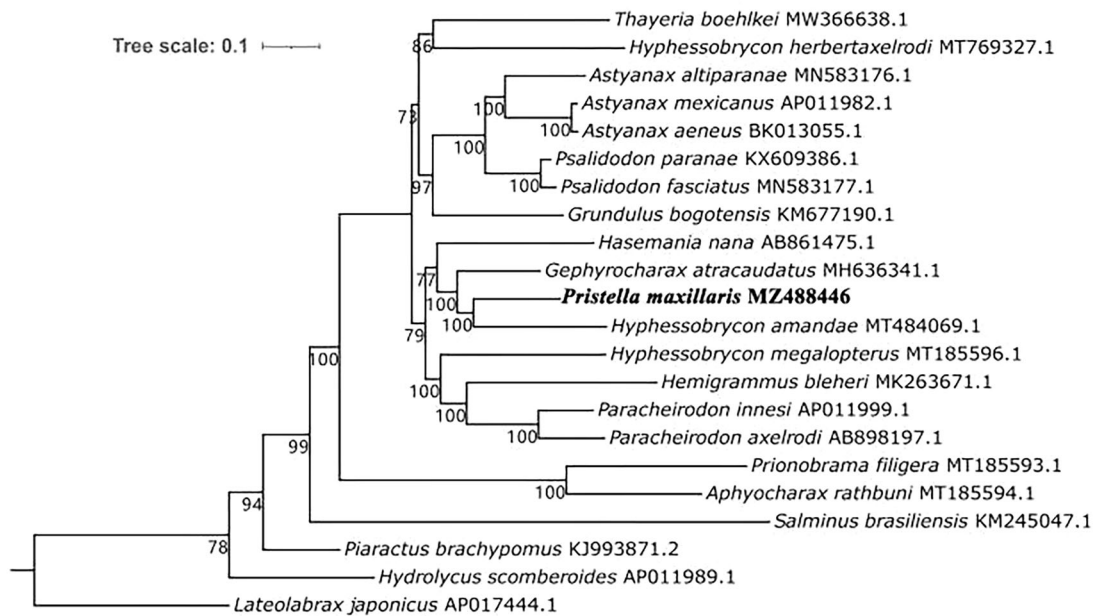 Tree scale: 0.1
Thayeria boehlkei MW366638.1
86
Hyphessobrycon herbertaxelrodi MT769327.1
Astyanax altiparanae MN583176.1
100
Astyanax mexicanus AP011982.1
73
100
Astyanax aeneus BK013055.1
100
Psalidodon paranae KX609386.1
97
100
Psalidodon fasciatus MN583177.1
Grundulus bogotensis KM677190.1
Hasemania nana AB861475.1
77
Gephyrocharax atracaudatus MH636341.1
100
Pristella maxillaris MZ488446
100
Hyphessobrycon amandae MT484069.1
79
Hyphessobrycon megalopterus MT185596.1
100
100
Hemigrammus bleheri MK263671.1
100
Paracheirodon innesi AP011999.1
100
Paracheirodon axelrodi AB898197.1
99
Prionobrama filigera MT185593.1
100
Aphyocharax rathbuni MT185594.1
94
Salminus brasiliensis KM245047.1
78
Piaractus brachypomus KJ993871.2
Hydrolycus scomberoides AP011989.1
Lateolabrax japonicus AP017444.1